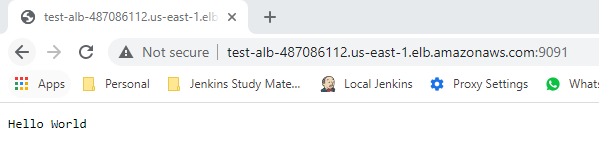 test-alb-487086112.us-east-1.elb
Not secure | test-alb-487086112.us-east-1.elb.amazonaws.com:9091
Apps Personal Jenkins Study Mate... Local Jenkins Proxy Settings Whats
Hello World